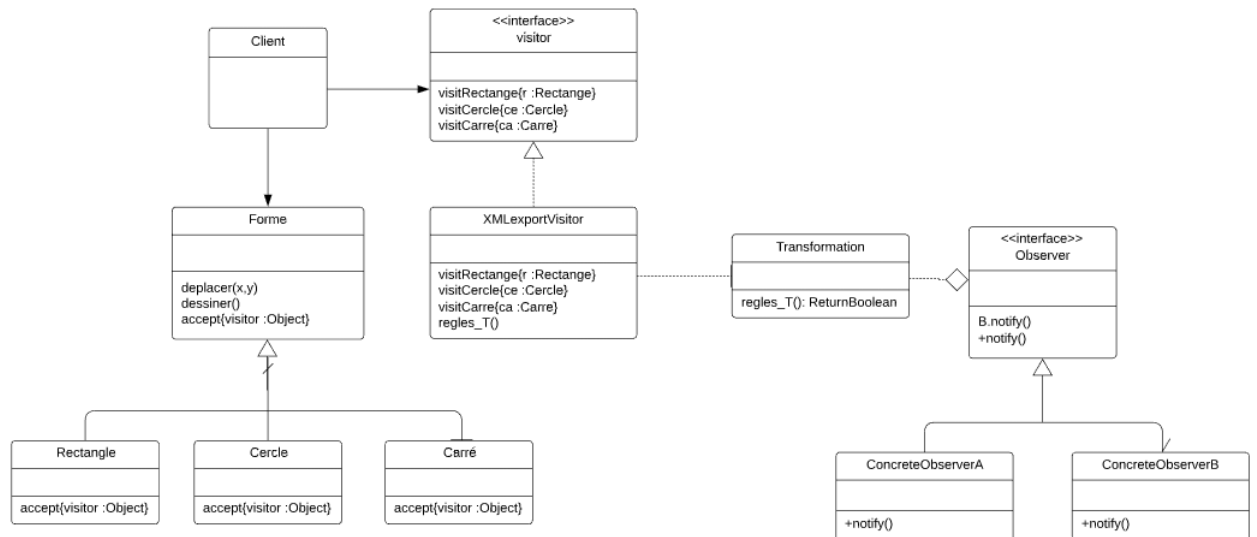 Client
<<interface>>
visitor
visitRectange{r :Rectange}
visitCercle{ce :Cercle}
visitCarre{ca :Carre}
Forme
deplacer(x,y)
dessiner()
accept{visitor :Object}
XMLexportVisitor
visitRectange{r :Rectange}
visitCercle{ce :Cercle}
visitCarre{ca :Carre}
regles_T()
Transformation
regles_T(): ReturnBoolean
<<interface>>
Observer
B.notify()
+notify()
Rectangle
accept{visitor :Object}
Cercle
accept{visitor :Object}
Carré
accept{visitor :Object}
ConcreteObserverA
+notify()
ConcreteObserverB
+notify()